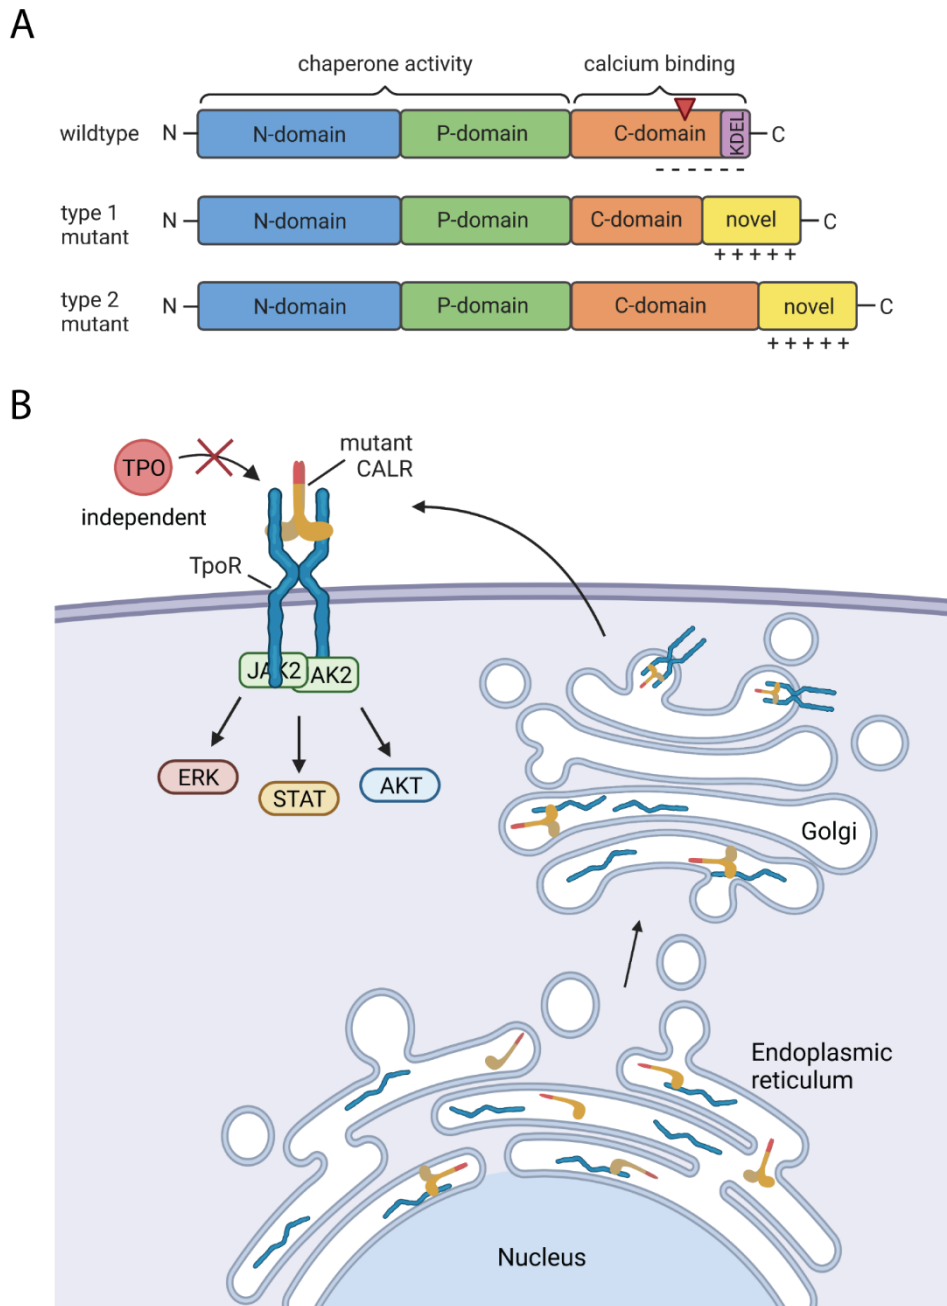 A
chaperone activity
calcium binding
wildtype
N
N-domain
P-domain
C-domain
KDEL
C
- - - - - -
type 1
mutant
N
N-domain
P-domain
C-domain
novel
C
+ + + + +
type 2
mutant
N
N-domain
P-domain
C-domain
novel
C
+ + + + +
B
TPO
independent
mutant
CALR
TpoR
JAK2
AK2
ERK
STAT
AKT
Golgi
Endoplasmic
reticulum
Nucleus